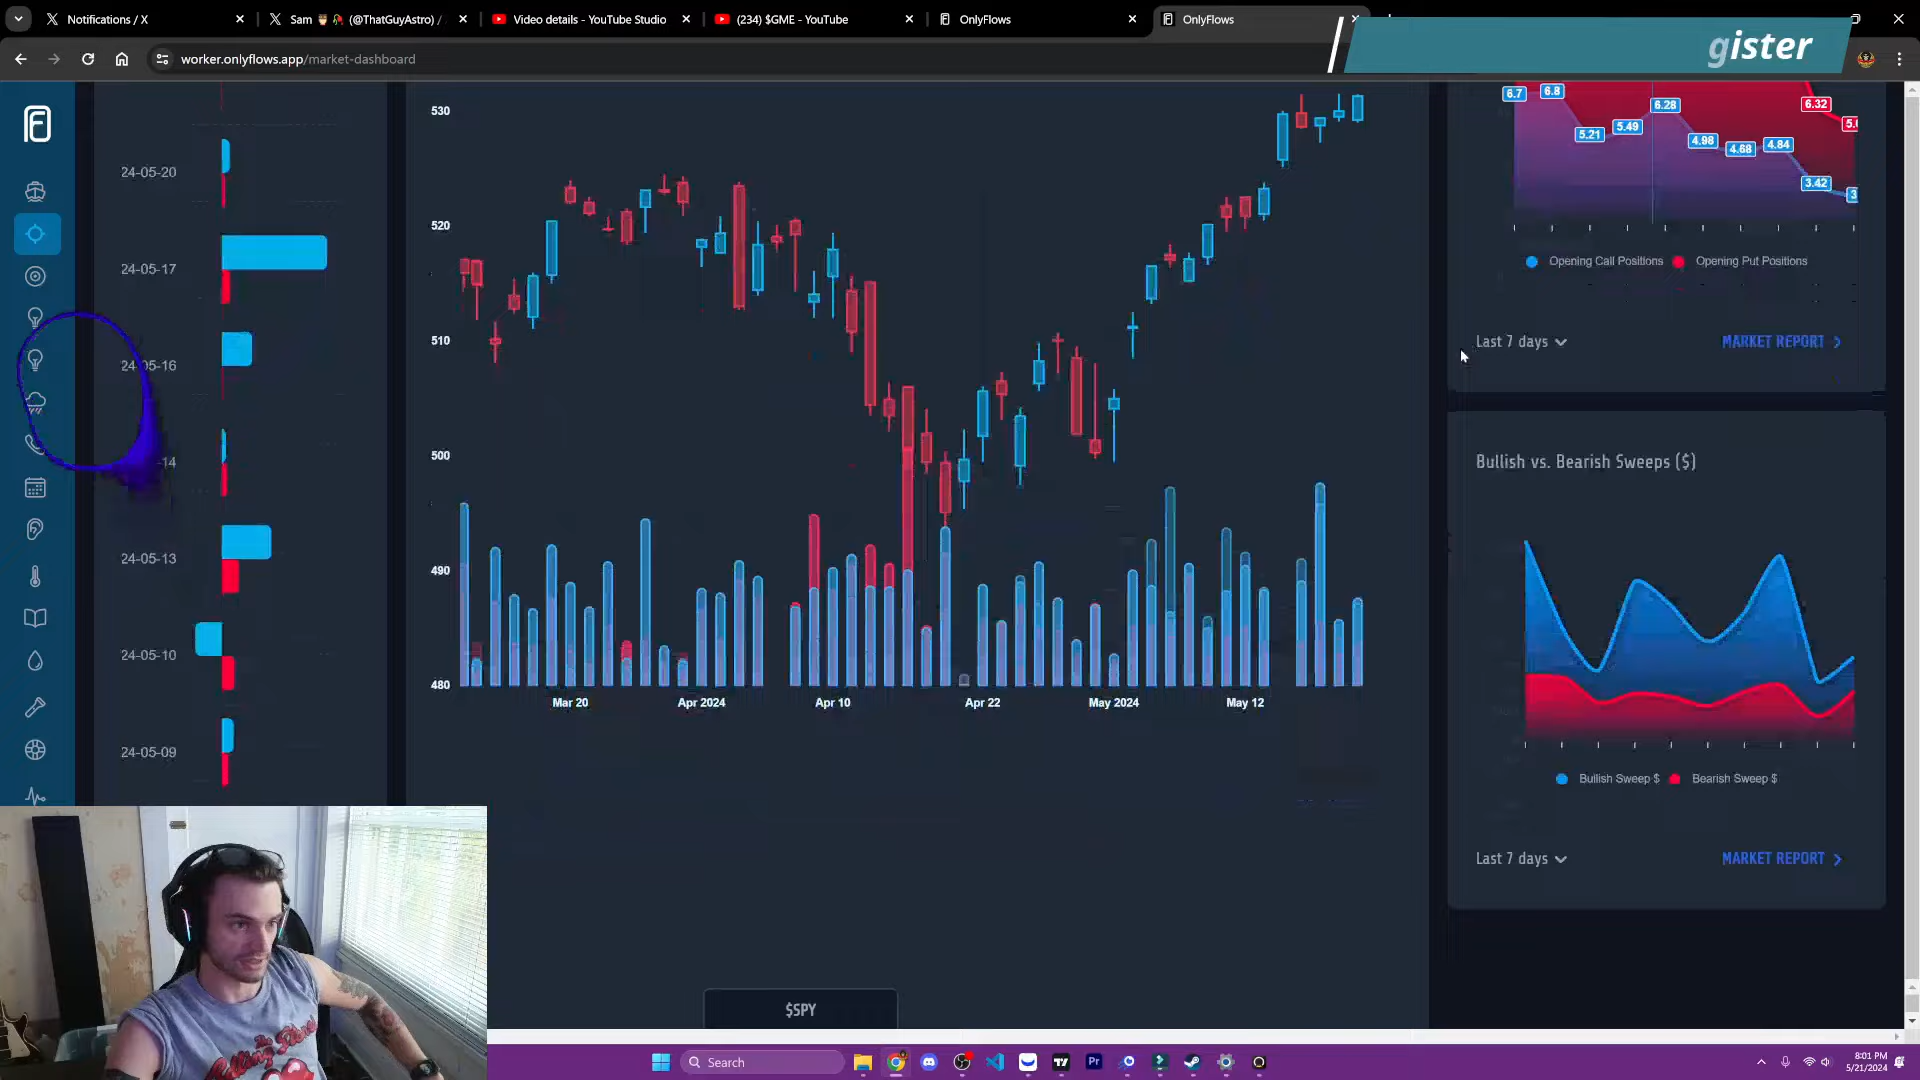 Notifications / X
Sam (@ThatGuyAstro) /
Video details - YouTube Studio
(234) $GME - YouTube
OnlyFlows
OnlyFlows
worker.onlyflows.app/market-dashboard
gister
24-05-20
24-05-17
24-05-16
-14
24-05-13
24-05-10
24-05-09
530
520
510
500
490
480
Mar 20
Apr 2024
Apr 10
Apr 22
May 2024
May 12
$SPY
6.7
6.8
5.21
5.49
6.28
4.98
4.68
4.84
3.42
6.32
Opening Call Positions
Opening Put Positions
Last 7 days
MARKET REPORT
Bullish vs. Bearish Sweeps ($)
Bullish Sweep $
Bearish Sweep $
Last 7 days
MARKET REPORT
Search
8:01 PM
5/21/2024